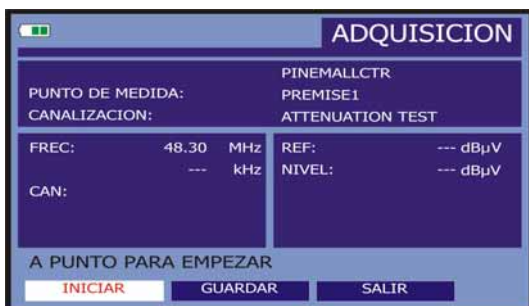 ADQUISICION
PINEMALLCTR
PUNTO DE MEDIDA: PREMISE1
CANALIZACION: ATTENUATION TEST
FREC: 48.30 MHz REF: --- dBµV
--- kHz NIVEL: --- dBµV
CAN:
A PUNTO PARA EMPEZAR
INICIAR GUARDAR SALIR